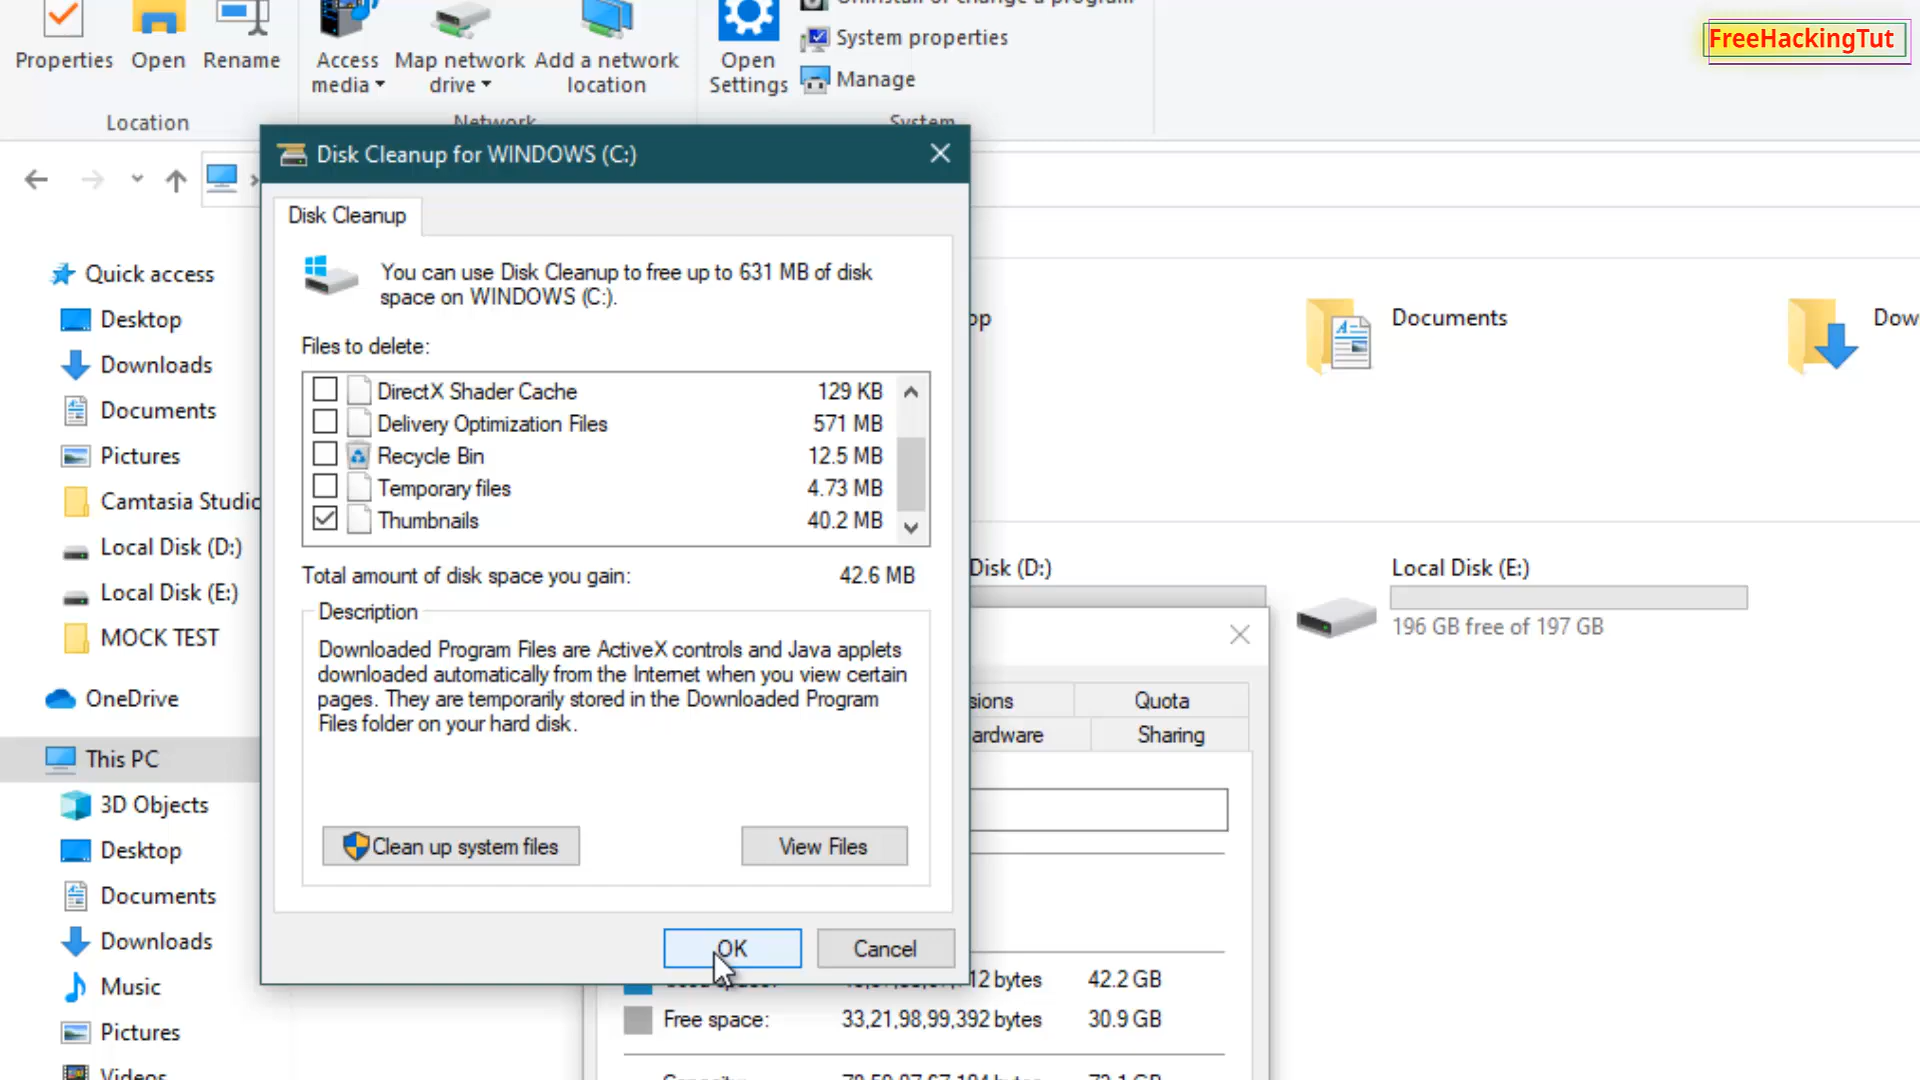 Uninstall or change a program
FreeHackingTut
System properties
Properties
Open
Rename
Access
media
Map network
drive
Add a network
location
Open
Settings
Manage
Location
Network
System
Disk Cleanup for WINDOWS (C:)
Disk Cleanup
You can use Disk Cleanup to free up to 631 MB of disk
space on WINDOWS (C:).
Files to delete:
DirectX Shader Cache 129 KB
Delivery Optimization Files 571 MB
Recycle Bin 12.5 MB
Temporary files 4.73 MB
Thumbnails 40.2 MB
Total amount of disk space you gain: 42.6 MB
Description
Downloaded Program Files are ActiveX controls and Java applets
downloaded automatically from the Internet when you view certain
pages. They are temporarily stored in the Downloaded Program
Files folder on your hard disk.
Clean up system files
View Files
OK
Cancel
Quick access
Desktop
Downloads
Documents
Pictures
Camtasia Studio
Local Disk (D:)
Local Disk (E:)
MOCK TEST
OneDrive
This PC
3D Objects
Desktop
Documents
Downloads
Music
Pictures
Videos
op
Documents
Dow
Disk (D:)
Local Disk (E:)
196 GB free of 197 GB
sions
Quota
ardware
Sharing
12 bytes 42.2 GB
Free space: 33,21,98,99,392 bytes 30.9 GB